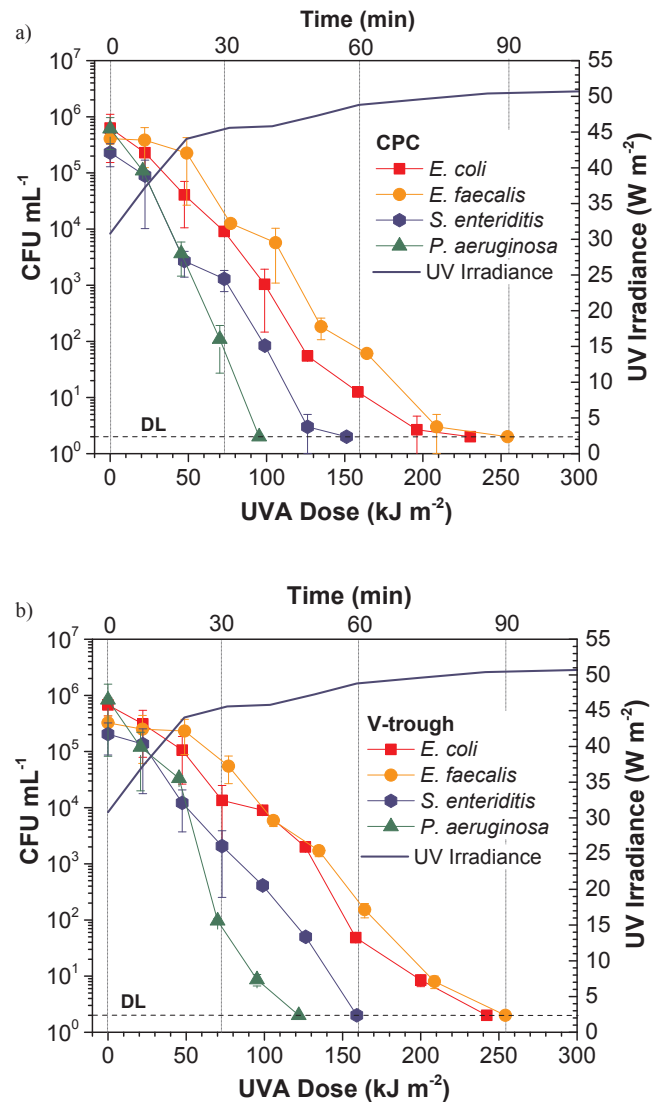 a)
Time (min)
0 30 60 90
10^7
10^6
10^5
10^4
10^3
10^2
10^1
10^0
CFU mL^-1
CPC
E. coli
E. faecalis
S. enteriditis
P. aeruginosa
UV Irradiance
DL
55
50
45
40
35
30
25
20
15
10
5
0
UV Irradiance (W m^-2)
0 50 100 150 200 250 300
UVA Dose (kJ m^-2)
b)
Time (min)
0 30 60 90
10^7
10^6
10^5
10^4
10^3
10^2
10^1
10^0
CFU mL^-1
V-trough
E. coli
E. faecalis
S. enteriditis
P. aeruginosa
UV Irradiance
DL
55
50
45
40
35
30
25
20
15
10
5
0
UV Irradiance (W m^-2)
0 50 100 150 200 250 300
UVA Dose (kJ m^-2)